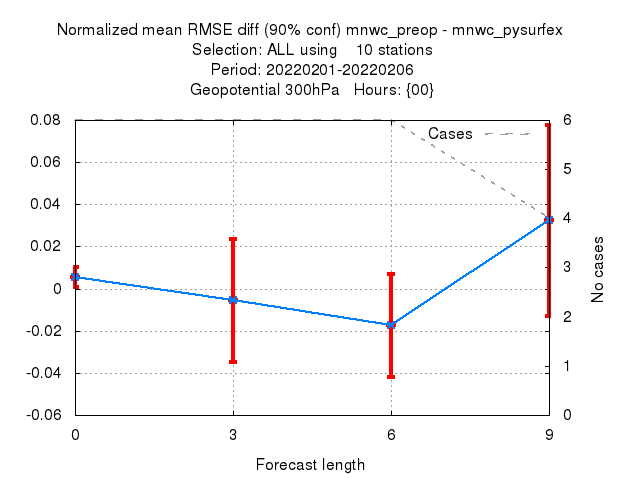 Normalized mean RMSE diff (90% conf) mnwc_preop - mnwc_pysurfex
Selection: ALL using    10 stations
Period: 20220201-20220206
Geopotential 300hPa   Hours: {00}
Cases
0.08
0.06
0.04
0.02
0
-0.02
-0.04
-0.06
6
5
4
3
2
1
0
No cases
0 3 6 9
Forecast length